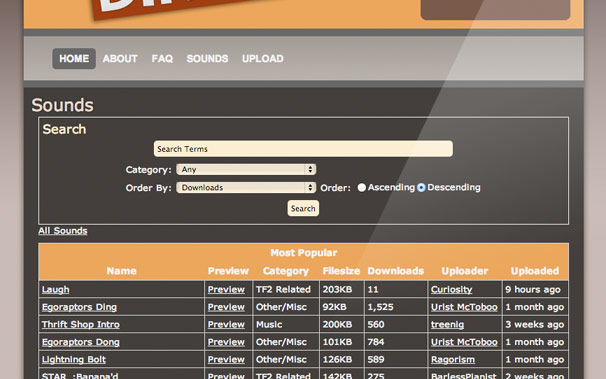 HOME ABOUT FAQ SOUNDS UPLOAD
Sounds
Search
Search Terms
Category: Any
Order By: Downloads Order: Ascending Descending
Search
All Sounds
Most Popular
Name Preview Category Filesize Downloads Uploader Uploaded
Laugh Preview TF2 Related 203KB 11 Curiosity 9 hours ago
Egoraptors Ding Preview Other/Misc 92KB 1,525 Urist McToboo 1 month ago
Thrift Shop Intro Preview Music 200KB 560 treenig 3 weeks ago
Egoraptors Dong Preview Other/Misc 101KB 784 Urist McToboo 1 month ago
Lightning Bolt Preview Other/Misc 126KB 589 Ragorism 1 month ago
STAR_:Banana'd Preview TF2 Related 142KB 275 BarlessPianist 2 weeks ago